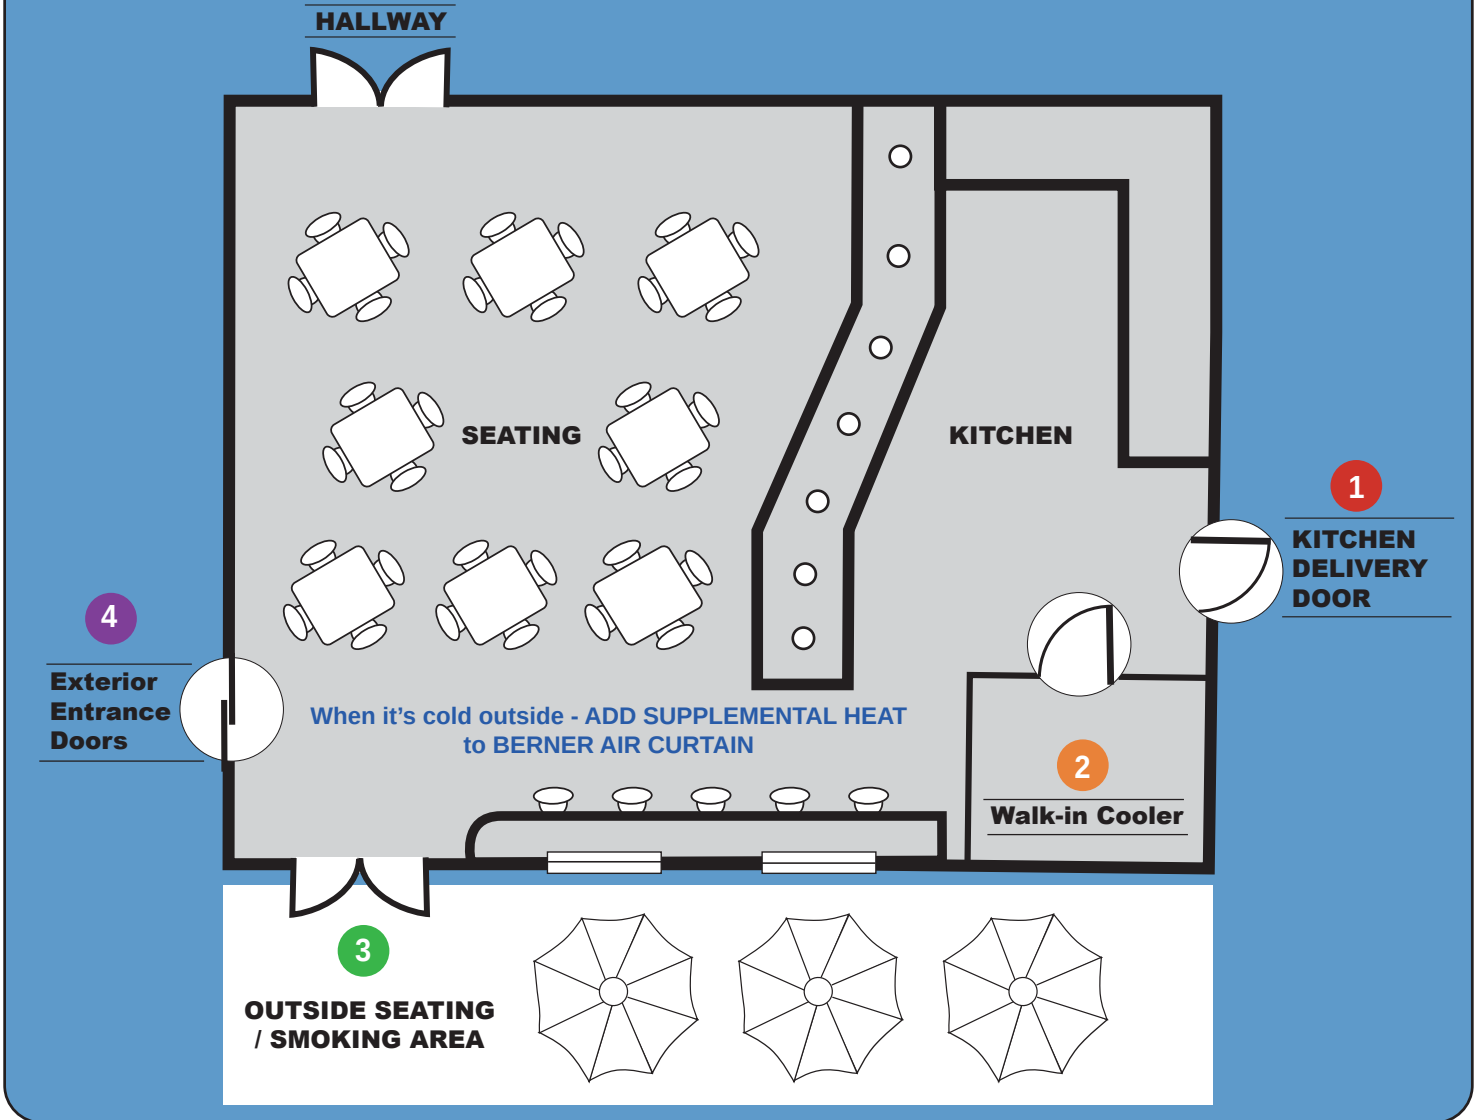 HALLWAY
SEATING
KITCHEN
1
KITCHEN
DELIVERY
DOOR
4
Exterior
Entrance
Doors
When it's cold outside - ADD SUPPLEMENTAL HEAT
to BERNER AIR CURTAIN
2
Walk-in Cooler
3
OUTSIDE SEATING
/ SMOKING AREA